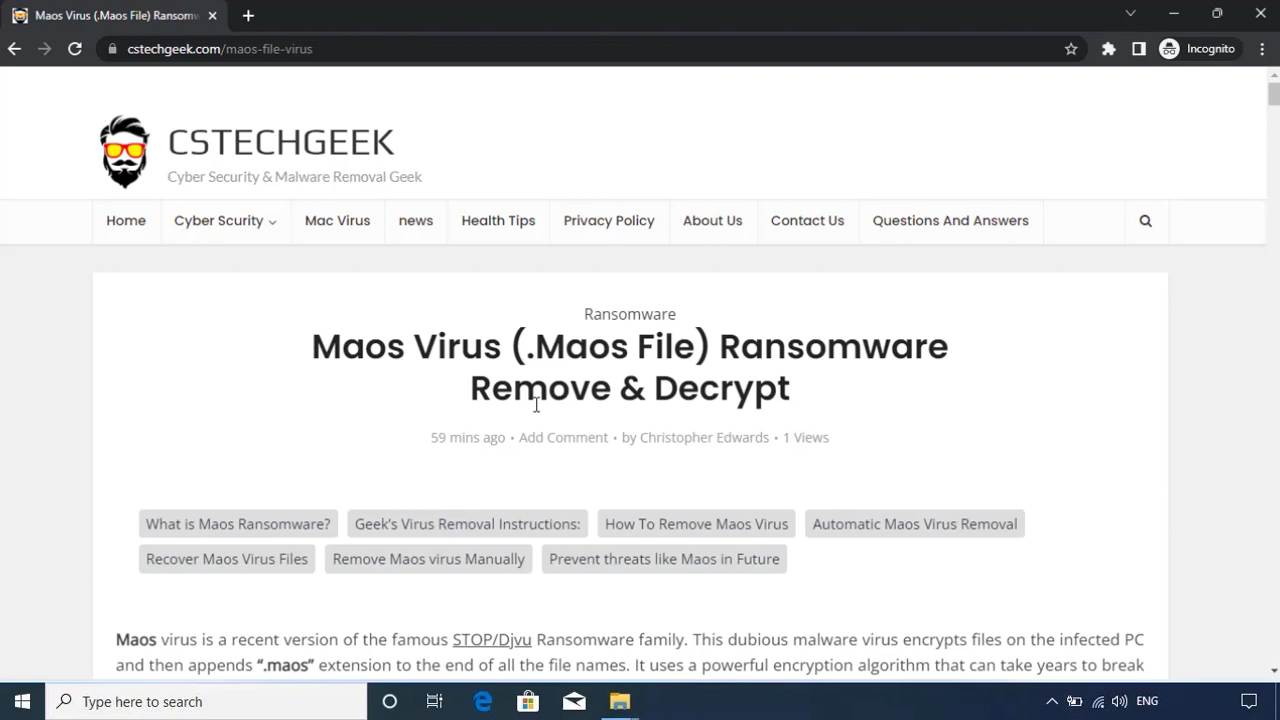 Maos Virus (.Maos File) Ransomw
cstechgeek.com/maos-file-virus
Incognito
CSTECHGEEK
Cyber Security & Malware Removal Geek
Home
Cyber Scurity
Mac Virus
news
Health Tips
Privacy Policy
About Us
Contact Us
Questions And Answers
Ransomware
Maos Virus (.Maos File) Ransomware
Remove & Decrypt
59 mins ago • Add Comment • by Christopher Edwards • 1 Views
What is Maos Ransomware?
Geek's Virus Removal Instructions:
How To Remove Maos Virus
Automatic Maos Virus Removal
Recover Maos Virus Files
Remove Maos virus Manually
Prevent threats like Maos in Future
Maos virus is a recent version of the famous STOP/Djvu Ransomware family. This dubious malware virus encrypts files on the infected PC
and then appends “.maos” extension to the end of all the file names. It uses a powerful encryption algorithm that can take years to break
Type here to search
ENG